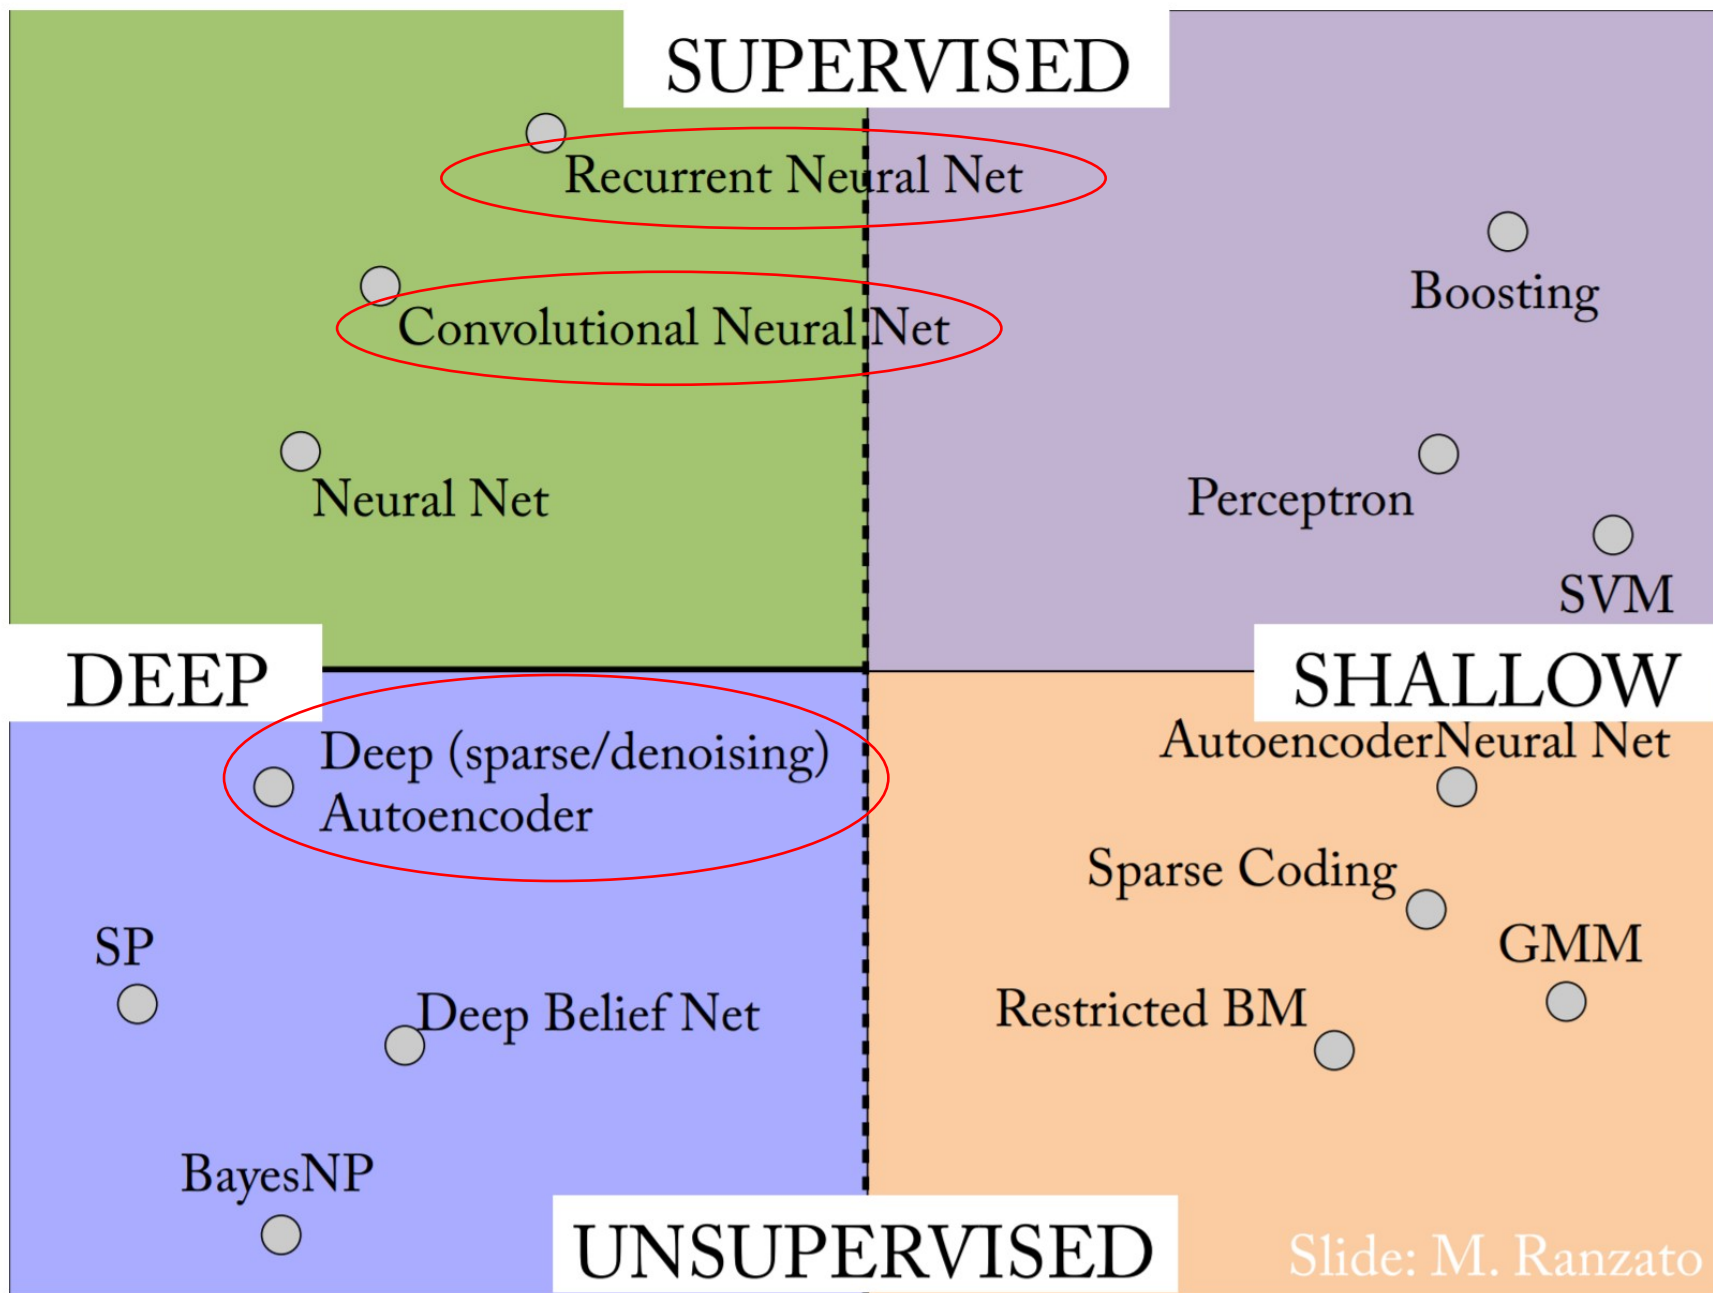 SUPERVISED
Recurrent Neural Net
Boosting
Convolutional Neural Net
Neural Net
Perceptron
SVM
DEEP
SHALLOW
Deep (sparse/denoising)
Autoencoder
AutoencoderNeural Net
Sparse Coding
SP
GMM
Deep Belief Net
Restricted BM
BayesNP
UNSUPERVISED
Slide: M. Ranzato